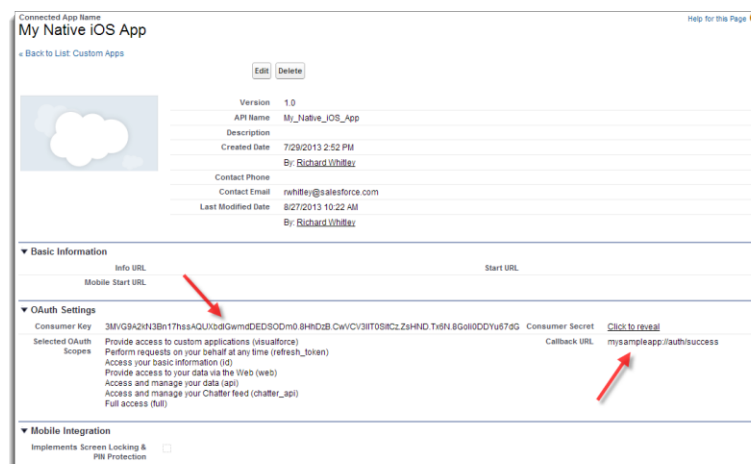 Connected App Name
My Native iOS App
Help for this Page
« Back to List: Custom Apps
Edit Delete
Version 1.0
API Name My_Native_iOS_App
Description
Created Date 7/29/2013 2:52 PM
By: Richard Whitley
Contact Phone
Contact Email rwhitley@salesforce.com
Last Modified Date 8/27/2013 10:22 AM
By: Richard Whitley
▼ Basic Information
Info URL Start URL
Mobile Start URL
▼ OAuth Settings
Consumer Key Consumer Secret Click to reveal
Selected OAuth Scopes Provide access to custom applications (visualforce) Callback URL mysampleapp://auth/success
Perform requests on your behalf at any time (refresh_token)
Access your basic information (id)
Provide access to your data via the Web (web)
Access and manage your data (api)
Access and manage your Chatter feed (chatter_api)
Full access (full)
▼ Mobile Integration
Implements Screen Locking &
PIN Protection